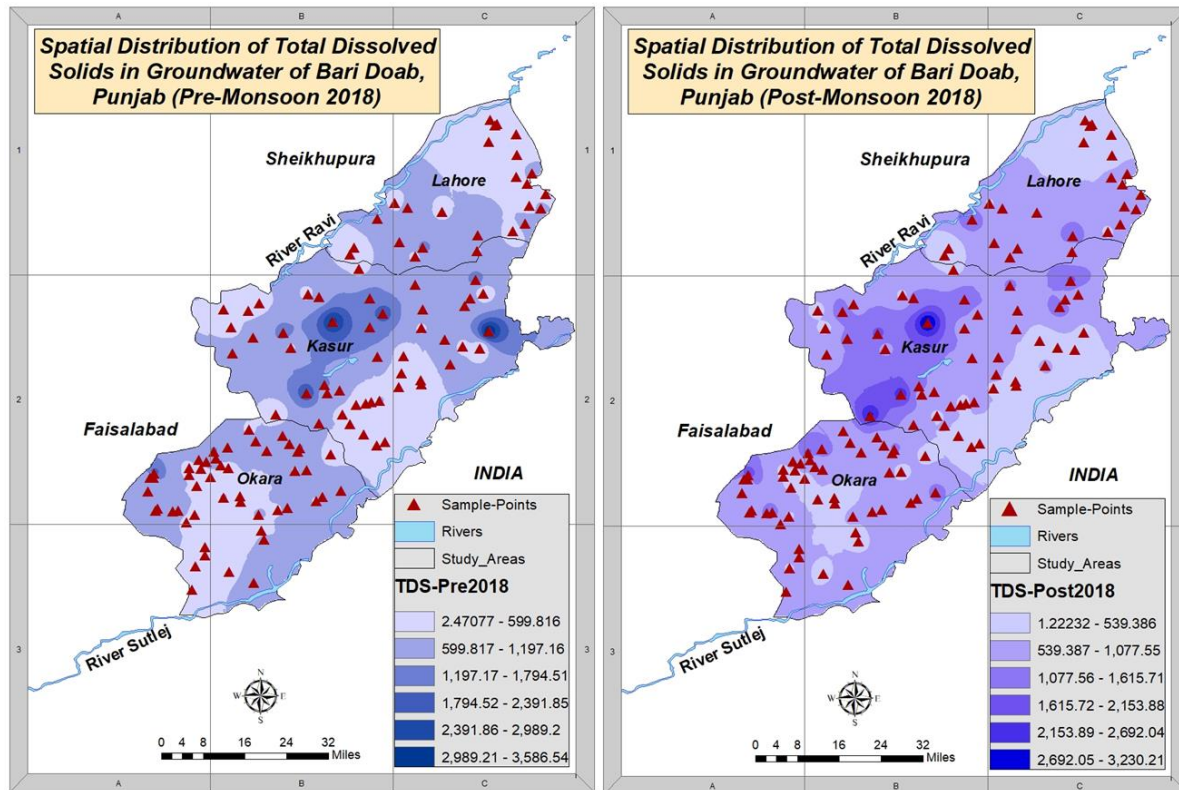 A B C
Spatial Distribution of Total Dissolved
Solids in Groundwater of Bari Doab,
Punjab (Pre-Monsoon 2018)
1
1
Sheikhupura
Lahore
River Ravi
Kasur
2
2
Faisalabad
Okara
INDIA
Sample-Points
Rivers
Study_Areas
TDS-Pre2018
2.47077 - 599.816
599.817 - 1,197.16
1,197.17 - 1,794.51
1,794.52 - 2,391.85
2,391.86 - 2,989.2
2,989.21 - 3,586.54
3
3
River Sutlej
N
W E
S
0 4 8 16 24 32
Miles
A B C
A B C
Spatial Distribution of Total Dissolved
Solids in Groundwater of Bari Doab,
Punjab (Post-Monsoon 2018)
1
1
Sheikhupura
Lahore
River Ravi
Kasur
2
2
Faisalabad
Okara
INDIA
Sample-Points
Rivers
Study_Areas
TDS-Post2018
1.22232 - 539.386
539.387 - 1,077.55
1,077.56 - 1,615.71
1,615.72 - 2,153.88
2,153.89 - 2,692.04
2,692.05 - 3,230.21
3
3
River Sutlej
N
W E
S
0 4 8 16 24 32
Miles
A B C